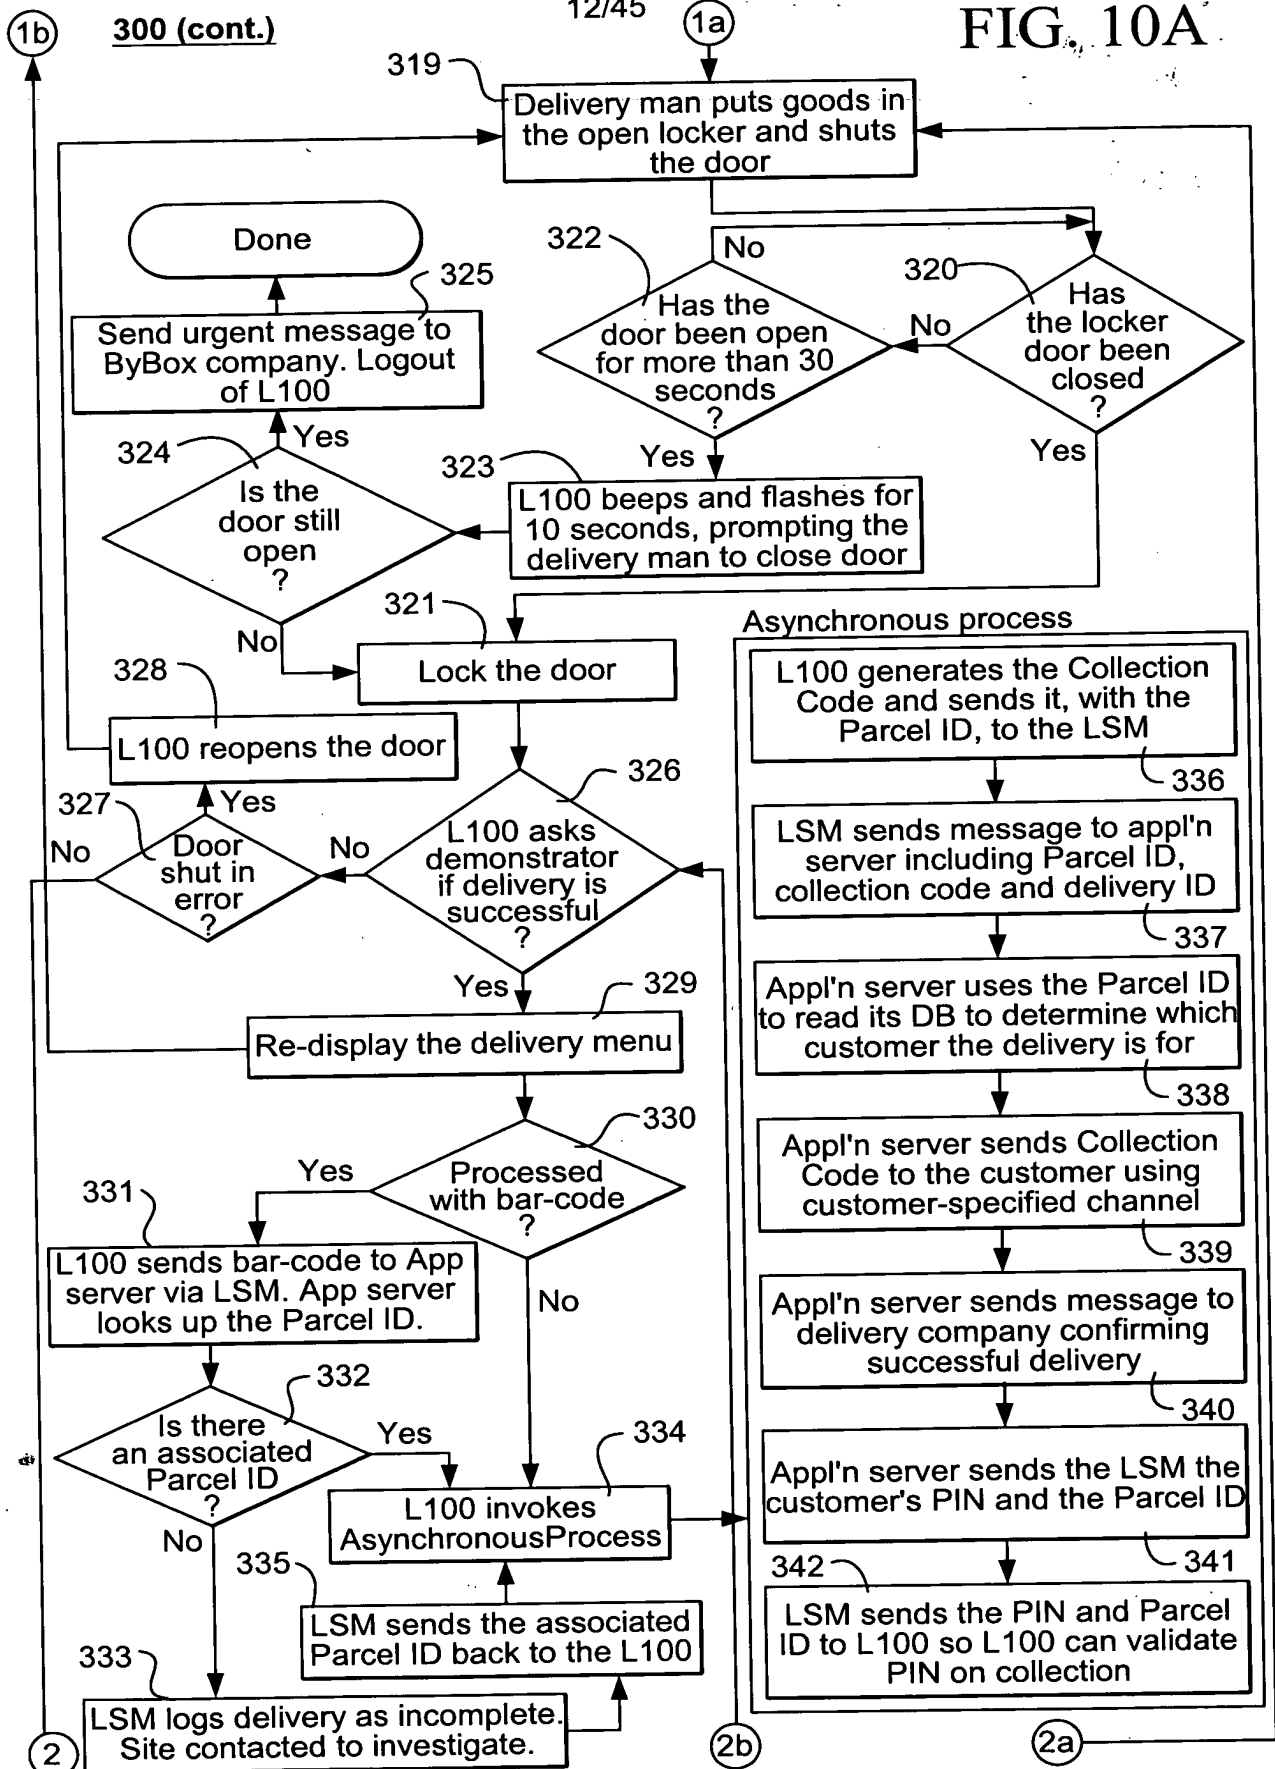 1b
300 (cont.)
12/45
1a
FIG. 10A
319
Delivery man puts goods in
the open locker and shuts
the door
Done
322
No
320
325
Has the
door been open
for more than 30
seconds
?
No
Has
the locker
door been
closed
?
Send urgent message to
ByBox company. Logout
of L100
Yes
324
Yes
323
Yes
Is the
door still
open
?
L100 beeps and flashes for
10 seconds, prompting the
delivery man to close door
321
No
Lock the door
Asynchronous process
328
L100 generates the Collection
Code and sends it, with the
Parcel ID, to the LSM
L100 reopens the door
326
336
327
Yes
No
Door
shut in
error
?
No
L100 asks
demonstrator
if delivery is
successful
?
LSM sends message to appl'n
server including Parcel ID,
collection code and delivery ID
337
Yes
329
Appl'n server uses the Parcel ID
to read its DB to determine which
customer the delivery is for
Re-display the delivery menu
338
330
Appl'n server sends Collection
Code to the customer using
customer-specified channel
Yes
Processed
with bar-code
?
331
339
L100 sends bar-code to App
server via LSM. App server
looks up the Parcel ID.
No
Appl'n server sends message to
delivery company confirming
successful delivery
332
340
Is there
an associated
Parcel ID
?
Yes
334
Appl'n server sends the LSM the
customer's PIN and the Parcel ID
L100 invokes
AsynchronousProcess
No
335
342
341
LSM sends the associated
Parcel ID back to the L100
LSM sends the PIN and Parcel
ID to L100 so L100 can validate
PIN on collection
333
LSM logs delivery as incomplete.
Site contacted to investigate.
2
2b
2a